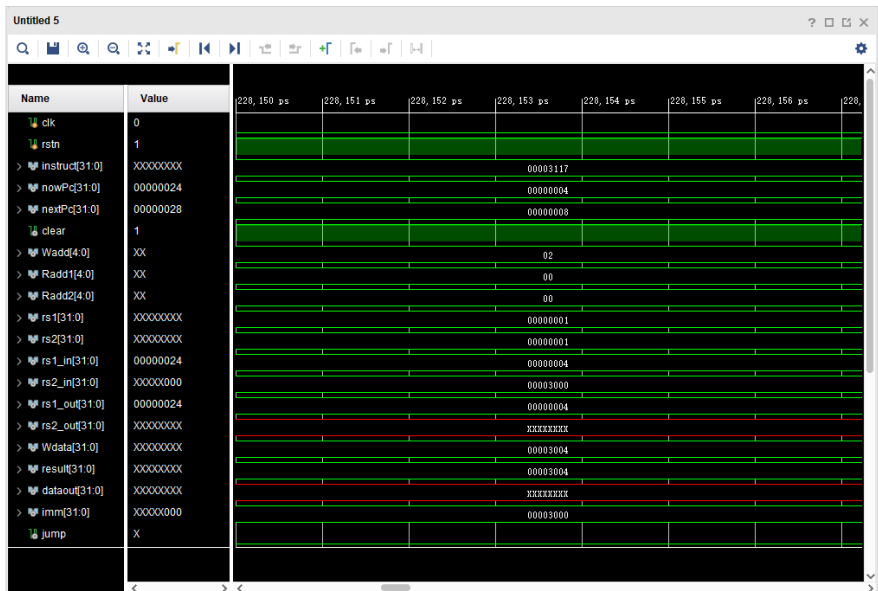 Untitled 5
Name Value 228,150 ps 228,151 ps 228,152 ps 228,153 ps 228,154 ps 228,155 ps 228,156 ps 228,
clk 0
rstn 1
instruct[31:0] XXXXXXXX 00003117
nowPc[31:0] 00000024 00000004
nextPc[31:0] 00000028 00000008
clear 1
Wadd[4:0] XX 02
Radd1[4:0] XX 00
Radd2[4:0] XX 00
rs1[31:0] XXXXXXXX 00000001
rs2[31:0] XXXXXXXX 00000001
rs1_in[31:0] 00000024 00000004
rs2_in[31:0] XXXXX000 00003000
rs1_out[31:0] 00000024 00000004
rs2_out[31:0] XXXXXXXX XXXXXXXX
Wdata[31:0] XXXXXXXX 00003004
result[31:0] XXXXXXXX 00003004
dataout[31:0] XXXXXXXX XXXXXXXX
imm[31:0] XXXXX000 00003000
jump X